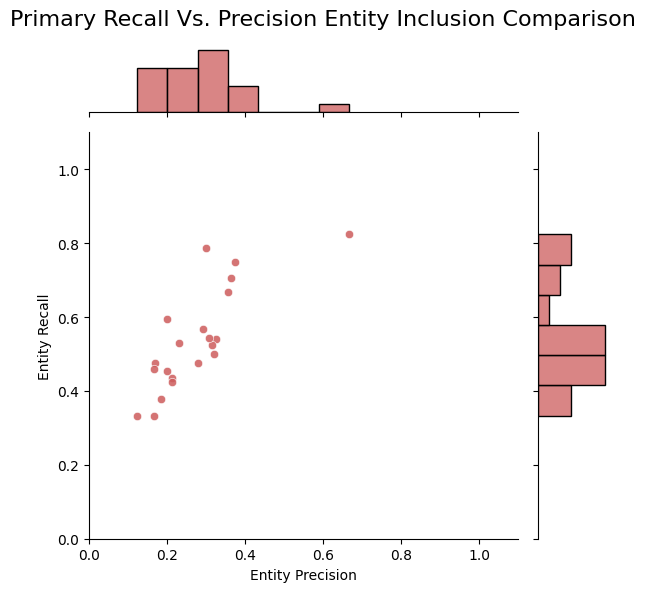 Primary Recall Vs. Precision Entity Inclusion Comparison
1.0
0.8
0.6
0.4
0.2
0.0
Entity Recall
0.0 0.2 0.4 0.6 0.8 1.0
Entity Precision